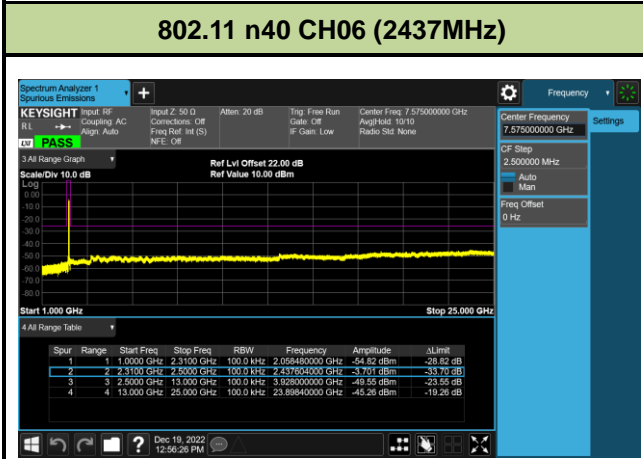 802.11 n40 CH06 (2437MHz)
Spectrum Analyzer 1
Spurious Emissions
Frequency
KEYSIGHT
Input: RF
Coupling: AC
Align: Auto
Input Z: 50 Ω
Corrections: Off
Freq Ref: Int (S)
NFE: Off
Atten: 20 dB
Trig: Free Run
Gate: Off
IF Gain: Low
Center Freq: 7.575000000 GHz
Avg|Hold: 10/10
Radio Std: None
R L
LXI
PASS
Center Frequency
7.575000000 GHz
Settings
CF Step
2.500000 MHz
Auto
Man
Freq Offset
0 Hz
3 All Range Graph
Scale/Div 10.0 dB
Ref Lvl Offset 22.00 dB
Ref Value 10.00 dBm
Log
0.00
-10.0
-20.0
-30.0
-40.0
-50.0
-60.0
-70.0
-80.0
Start 1.000 GHz
Stop 25.000 GHz
4 All Range Table
Spur Range Start Freq Stop Freq RBW Frequency Amplitude ΔLimit
1 1 1.0000 GHz 2.3100 GHz 100.0 kHz 2.058480000 GHz -54.82 dBm -28.82 dB
2 2 2.3100 GHz 2.5000 GHz 100.0 kHz 2.437604000 GHz -3.701 dBm -33.70 dB
3 3 2.5000 GHz 13.000 GHz 100.0 kHz 3.928000000 GHz -49.55 dBm -23.55 dB
4 4 13.000 GHz 25.000 GHz 100.0 kHz 23.89840000 GHz -45.26 dBm -19.26 dB
Dec 19, 2022
12:56:26 PM